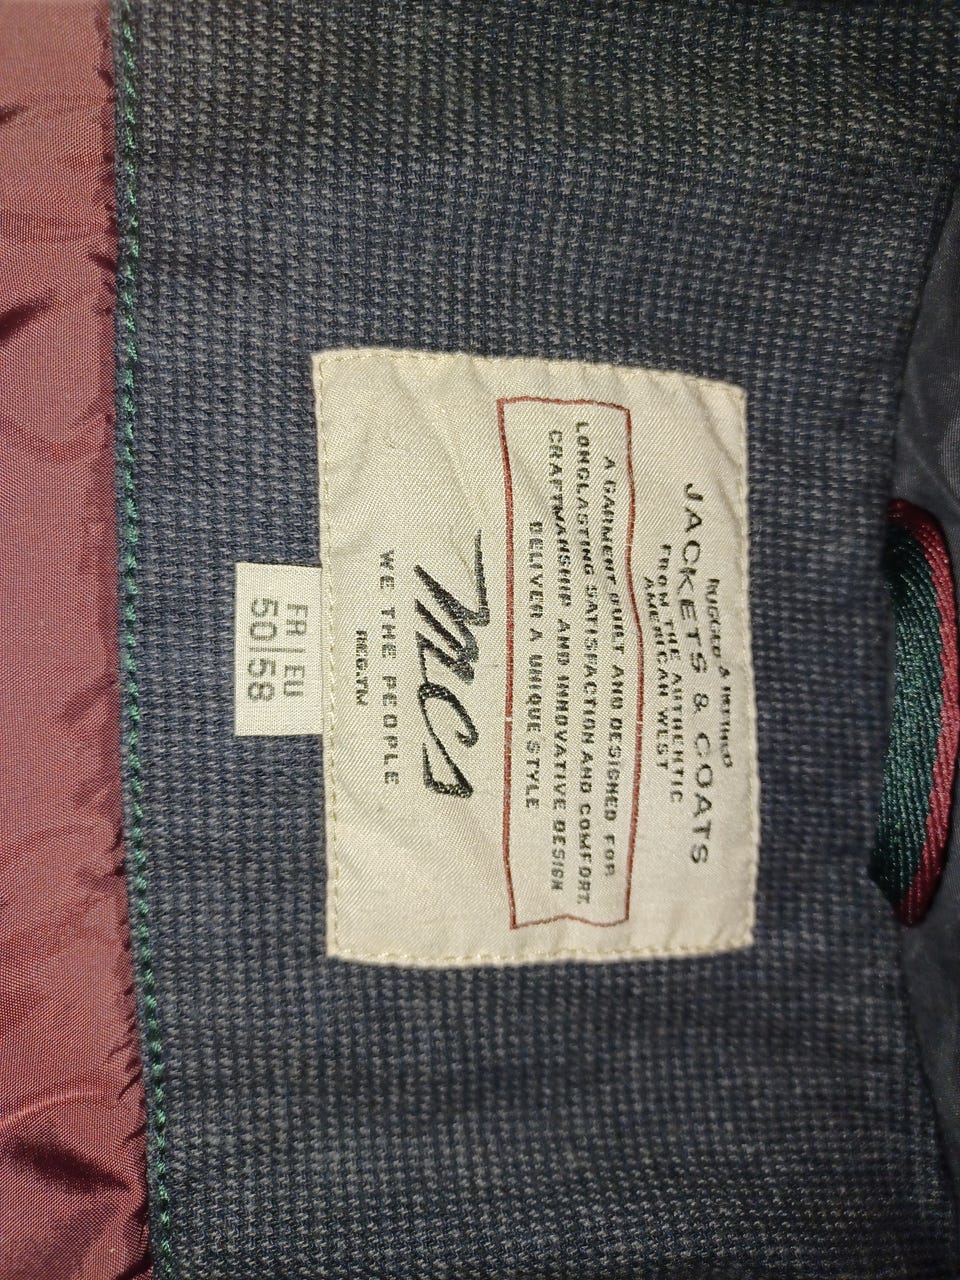 RUGGED & REFINED
JACKETS & COATS
FROM THE AUTHENTIC
AMERICAN WEST
A GARMENT BUILT AND DESIGNED FOR
LONGLASTING SATISFACTION AND COMFORT.
CRAFTMANSHIP AND INNOVATIVE DESIGN
DELIVER A UNIQUE STYLE
MCS
WE THE PEOPLE
REG.TM
FR|EU
50|58